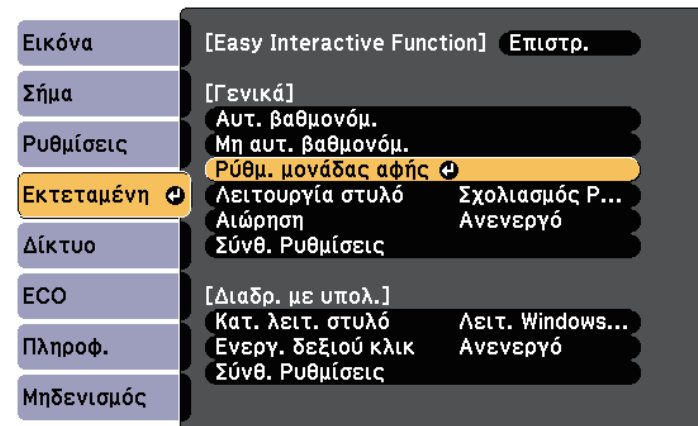 Εικόνα
Σήμα
Ρυθμίσεις
Εκτεταμένη
Δίκτυο
ECO
Πληροφ.
Μηδενισμός
[Easy Interactive Function] Επιστρ.
[Γενικά]
Αυτ. βαθμονόμ.
Μη αυτ. βαθμονόμ.
Ρύθμ. μονάδας αφής
Λειτουργία στυλό Σχολιασμός P...
Αιώρηση Ανενεργό
Σύνθ. Ρυθμίσεις
[Διαδρ. με υπολ.]
Κατ. λειτ. στυλό Λειτ. Windows...
Ενεργ. δεξιού κλικ Ανενεργό
Σύνθ. Ρυθμίσεις